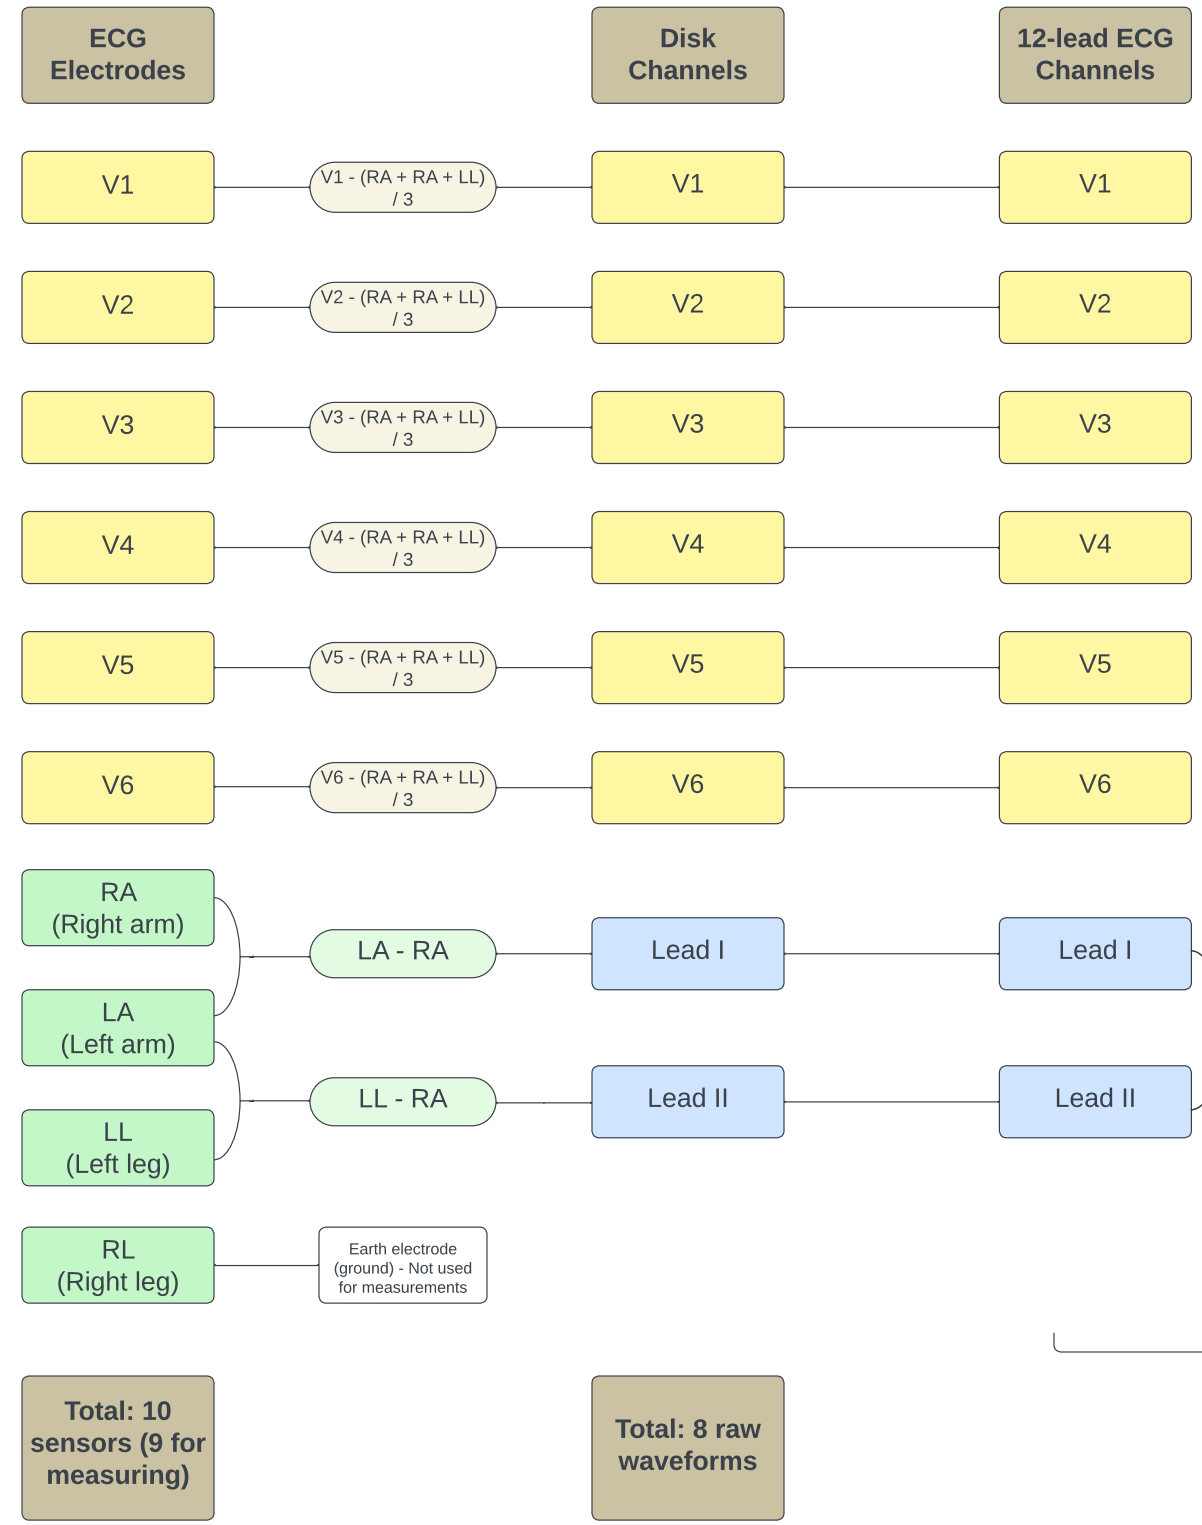 ECG
Electrodes
Disk
Channels
12-lead ECG
Channels
V1
V1 - (RA + RA + LL)
/ 3
V1
V1
V2
V2 - (RA + RA + LL)
/ 3
V2
V2
V3
V3 - (RA + RA + LL)
/ 3
V3
V3
V4
V4 - (RA + RA + LL)
/ 3
V4
V4
V5
V5 - (RA + RA + LL)
/ 3
V5
V5
V6
V6 - (RA + RA + LL)
/ 3
V6
V6
RA
(Right arm)
LA - RA
Lead I
Lead I
LA
(Left arm)
LL - RA
Lead II
Lead II
LL
(Left leg)
RL
(Right leg)
Earth electrode
(ground) - Not used
for measurements
Total: 10
sensors (9 for
measuring)
Total: 8 raw
waveforms